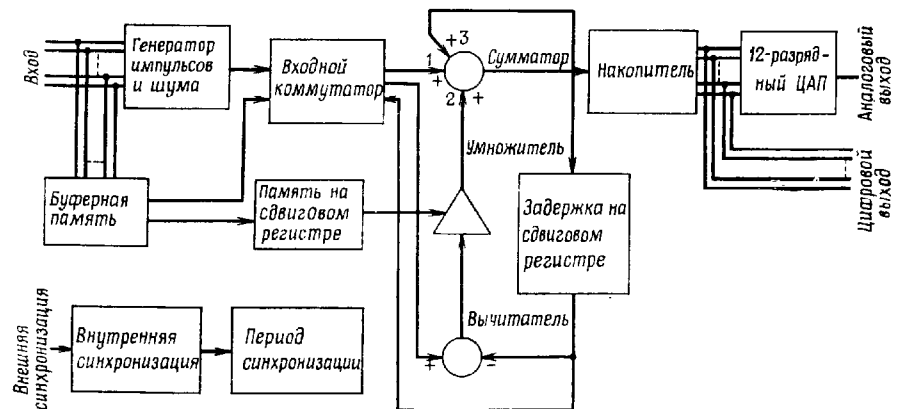 Вход
Генератор
импульсов
и шума
Входной
коммутатор
+3
1
+
2
+
Сумматор
Накопитель
12-разряд-
ный ЦАП
Аналоговый
выход
Цифровой
выход
Умножитель
Буферная
память
Память на
сдвиговом
регистре
Задержка на
сдвиговом
регистре
Вычитатель
+
-
Внешняя
синхронизация
Внутренняя
синхронизация
Период
синхронизации